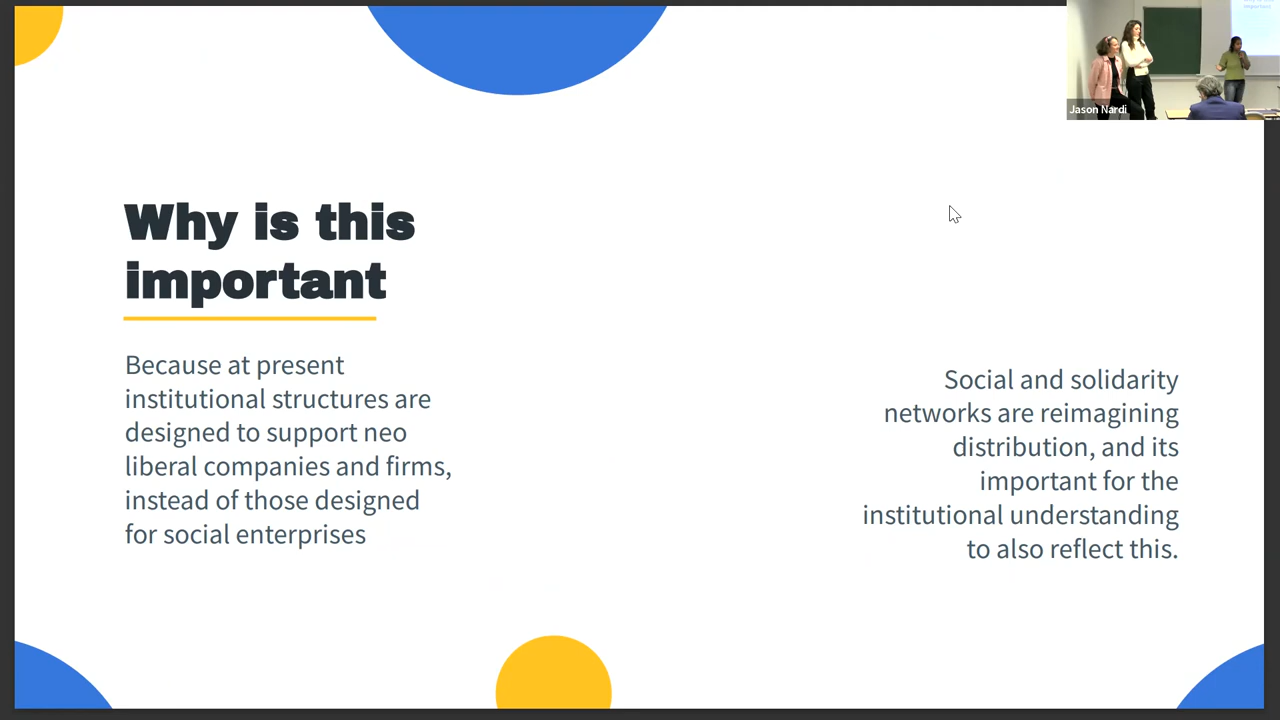 Why is this
important
Because at present
institutional structures are
designed to support neo
liberal companies and firms,
instead of those designed
for social enterprises
Social and solidarity
networks are reimagining
distribution, and its
important for the
institutional understanding
to also reflect this.
Jason Nardi